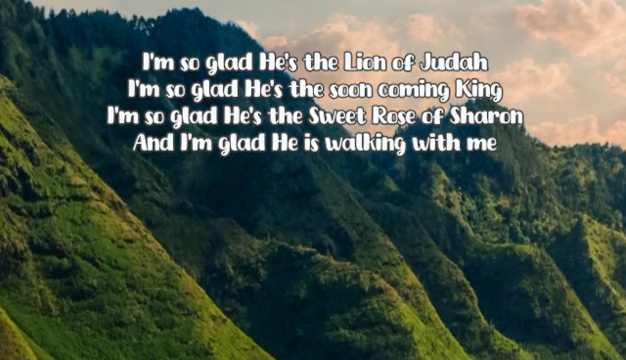 I'm so glad He's the Lion of Judah
I'm so glad He's the soon coming King
I'm so glad He's the Sweet Rose of Sharon
And I'm glad He is walking with me